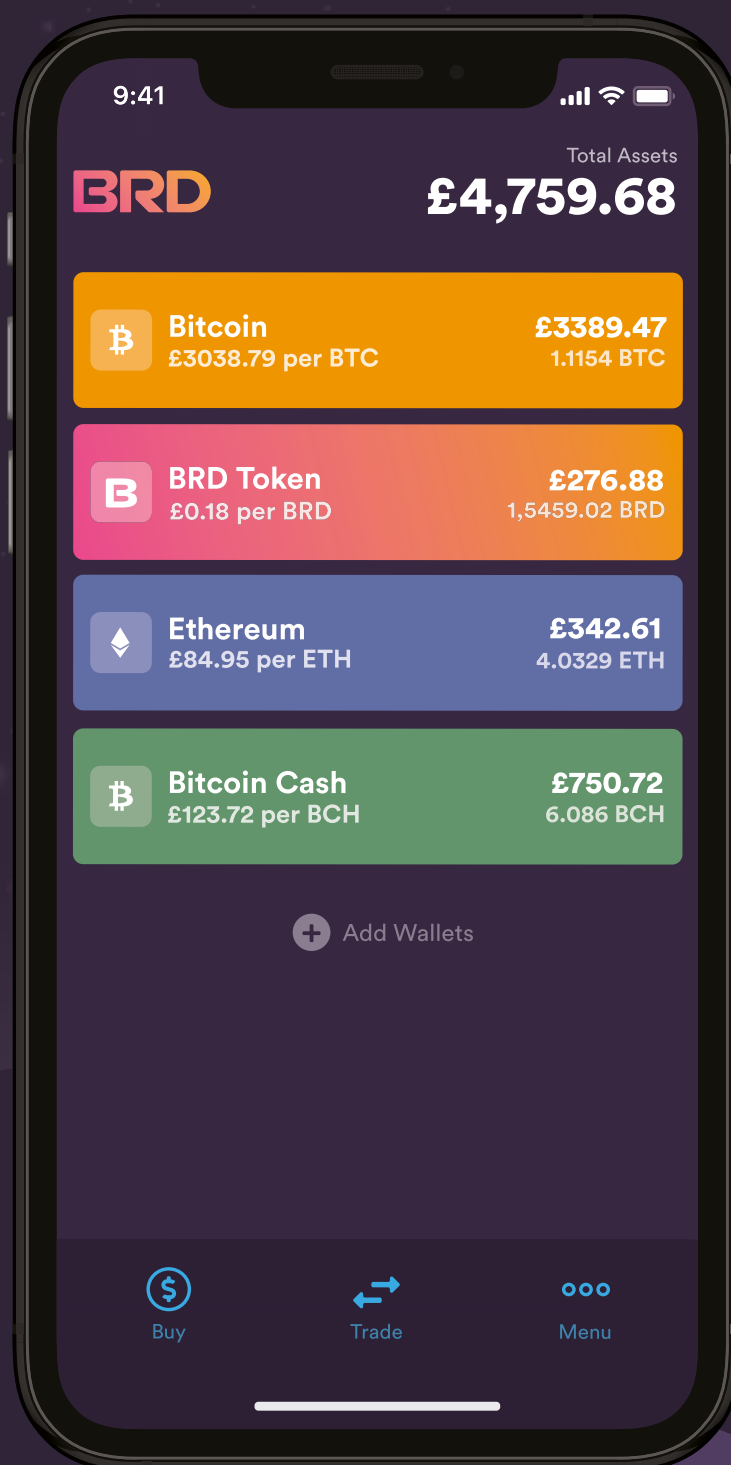 9:41
Total Assets
BRD
£4,759.68
Bitcoin
£3389.47
£3038.79 per BTC
1.1154 BTC
BRD Token
£276.88
£0.18 per BRD
1,5459.02 BRD
Ethereum
£342.61
£84.95 per ETH
4.0329 ETH
Bitcoin Cash
£750.72
£123.72 per BCH
6.086 BCH
Add Wallets
Buy
Trade
Menu